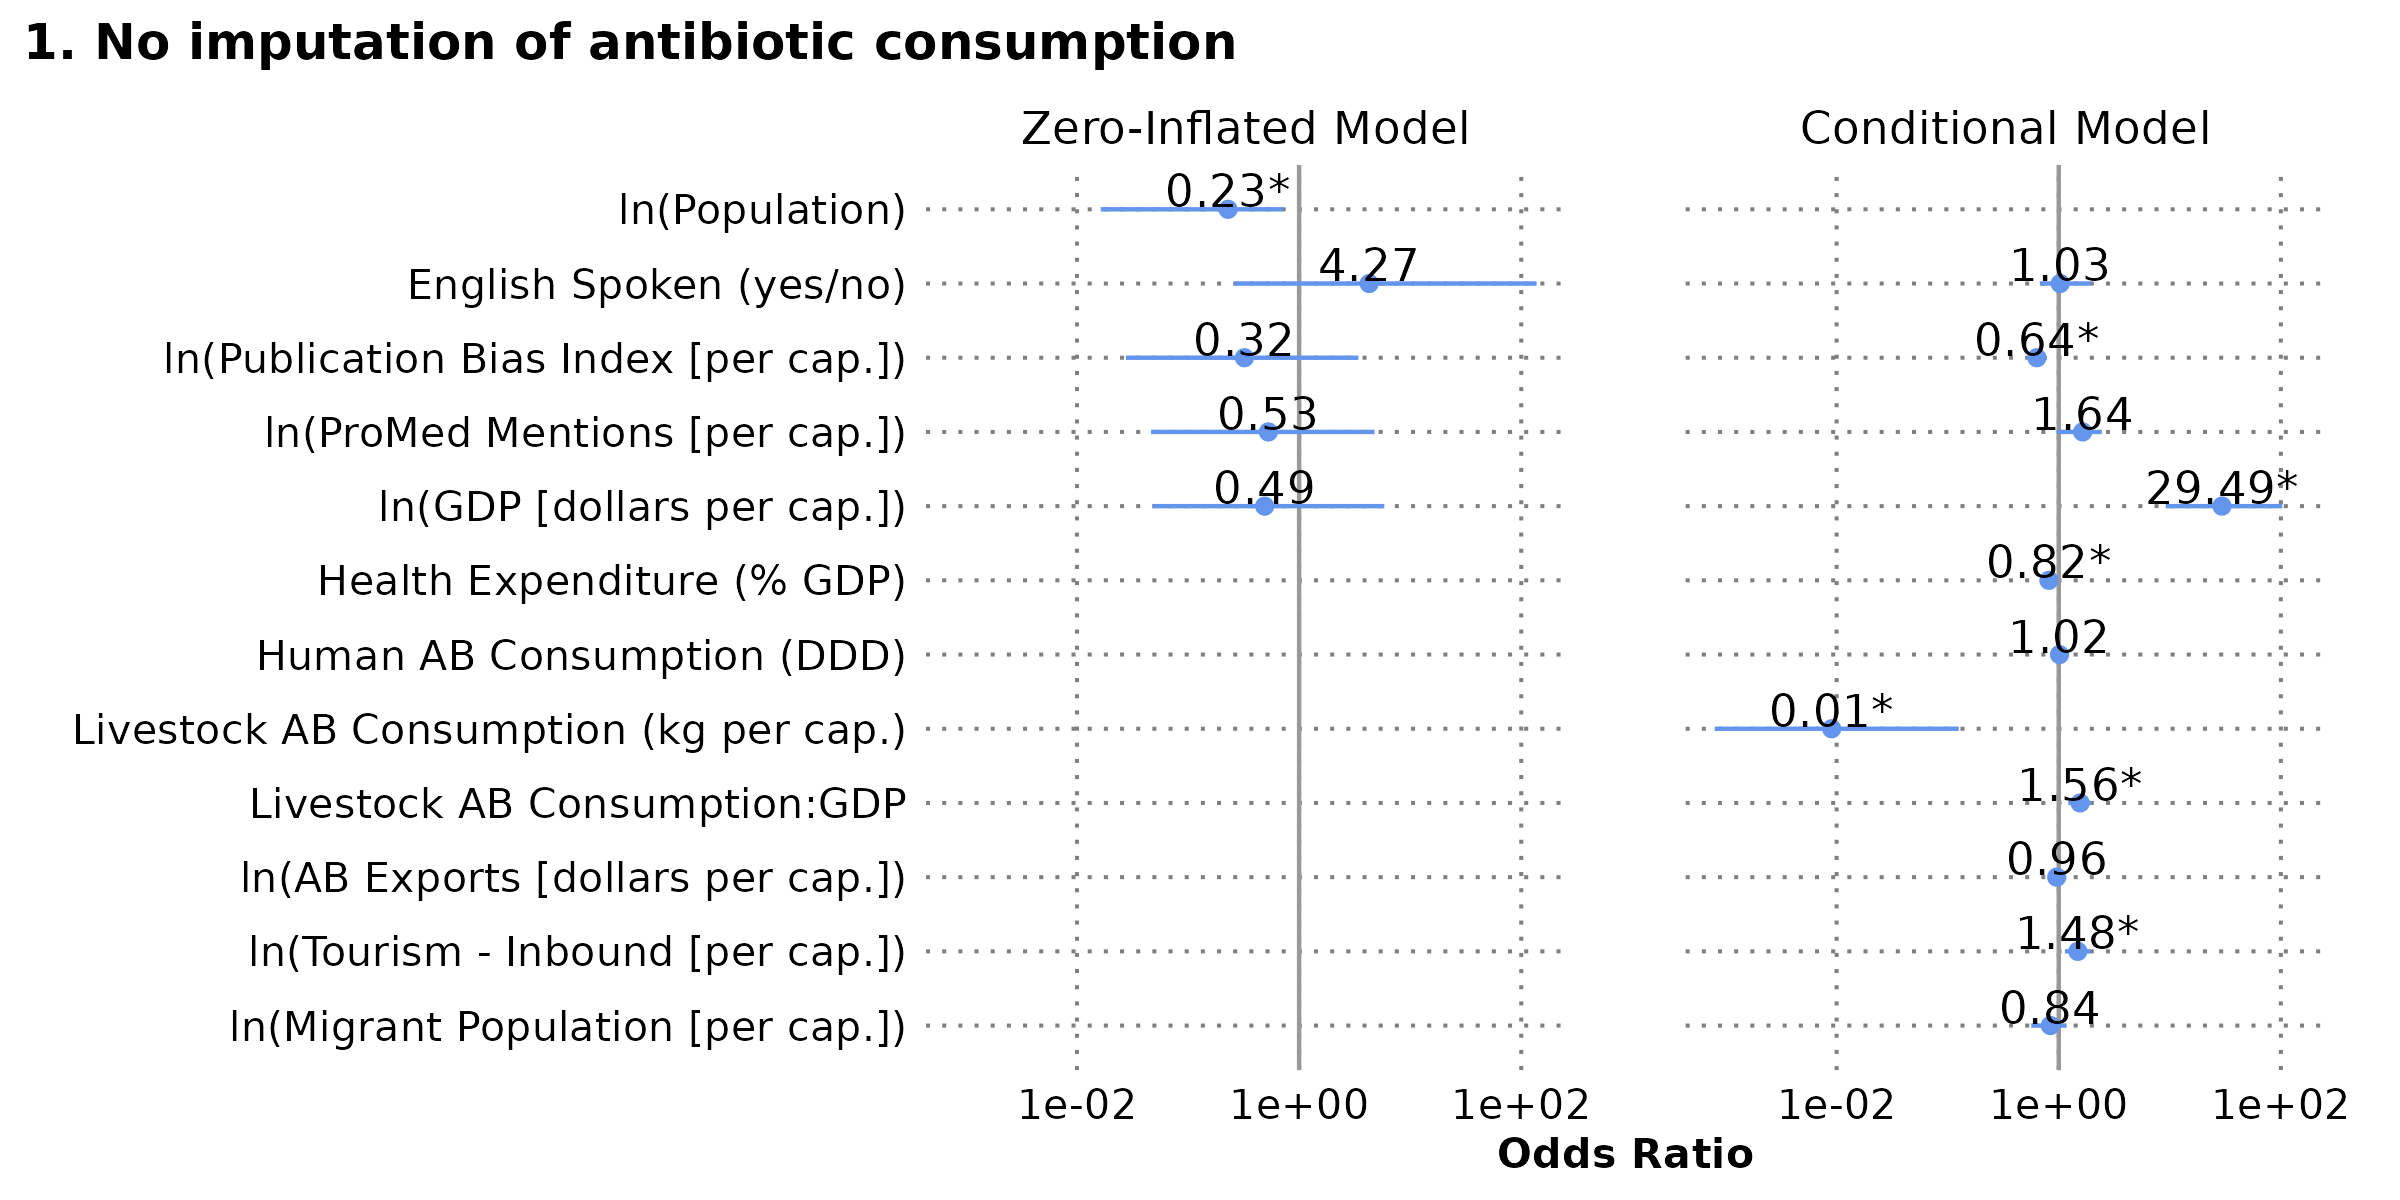 1. No imputation of antibiotic consumption
Zero-Inflated Model Conditional Model
ln(Population) 0.23*
English Spoken (yes/no) 4.27 1.03
ln(Publication Bias Index [per cap.]) 0.32 0.64*
ln(ProMed Mentions [per cap.]) 0.53 1.64
ln(GDP [dollars per cap.]) 0.49 29.49*
Health Expenditure (% GDP) 0.82*
Human AB Consumption (DDD) 1.02
Livestock AB Consumption (kg per cap.) 0.01*
Livestock AB Consumption:GDP 1.56*
ln(AB Exports [dollars per cap.]) 0.96
ln(Tourism - Inbound [per cap.]) 1.48*
ln(Migrant Population [per cap.]) 0.84
1e-02 1e+00 1e+02 1e-02 1e+00 1e+02
Odds Ratio